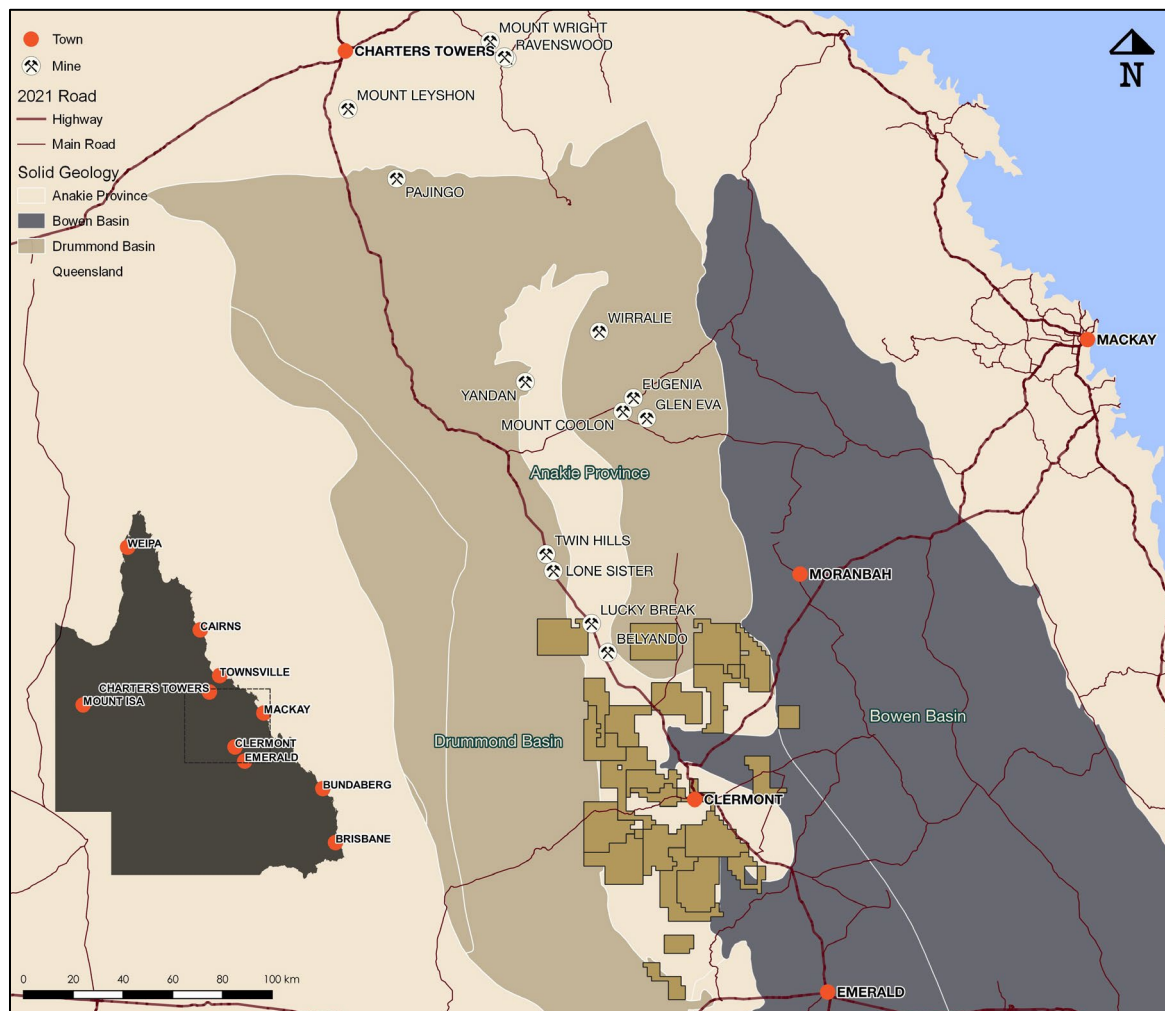 Town
Mine
2021 Road
Highway
Main Road
Solid Geology
Anakie Province
Bowen Basin
Drummond Basin
Queensland
N
MOUNT WRIGHT
RAVENSWOOD
CHARTERS TOWERS
MOUNT LEYSHON
PAJINGO
WIRRALIE
MACKAY
YANDAN
EUGENIA
GLEN EVA
MOUNT COOLON
Anakie Province
TWIN HILLS
LONE SISTER
MORANBAH
LUCKY BREAK
BELYANDO
Bowen Basin
Drummond Basin
CLERMONT
EMERALD
WEIPA
CAIRNS
TOWNSVILLE
CHARTERS TOWERS
MOUNT ISA
MACKAY
CLERMONT
EMERALD
BUNDABERG
BRISBANE
0 20 40 60 80 100 km